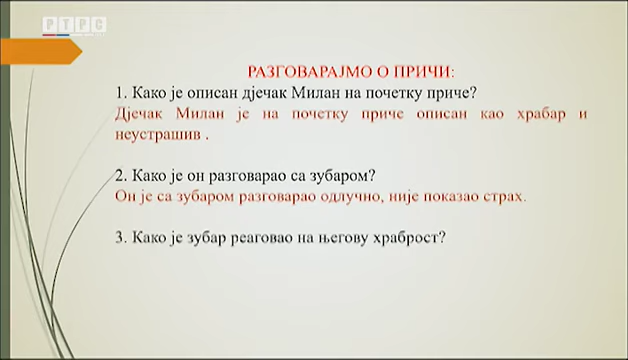 РТРС
РАЗГОВАРАЈМО О ПРИЧИ:
1. Како је описан дјечак Милан на почетку приче?
Дјечак Милан је на почетку приче описан као храбар и
неустрашив .
2. Како је он разговарао са зубаром?
Он је са зубаром разговарао одлучно, није показао страх.
3. Како је зубар реаговао на његову храброст?